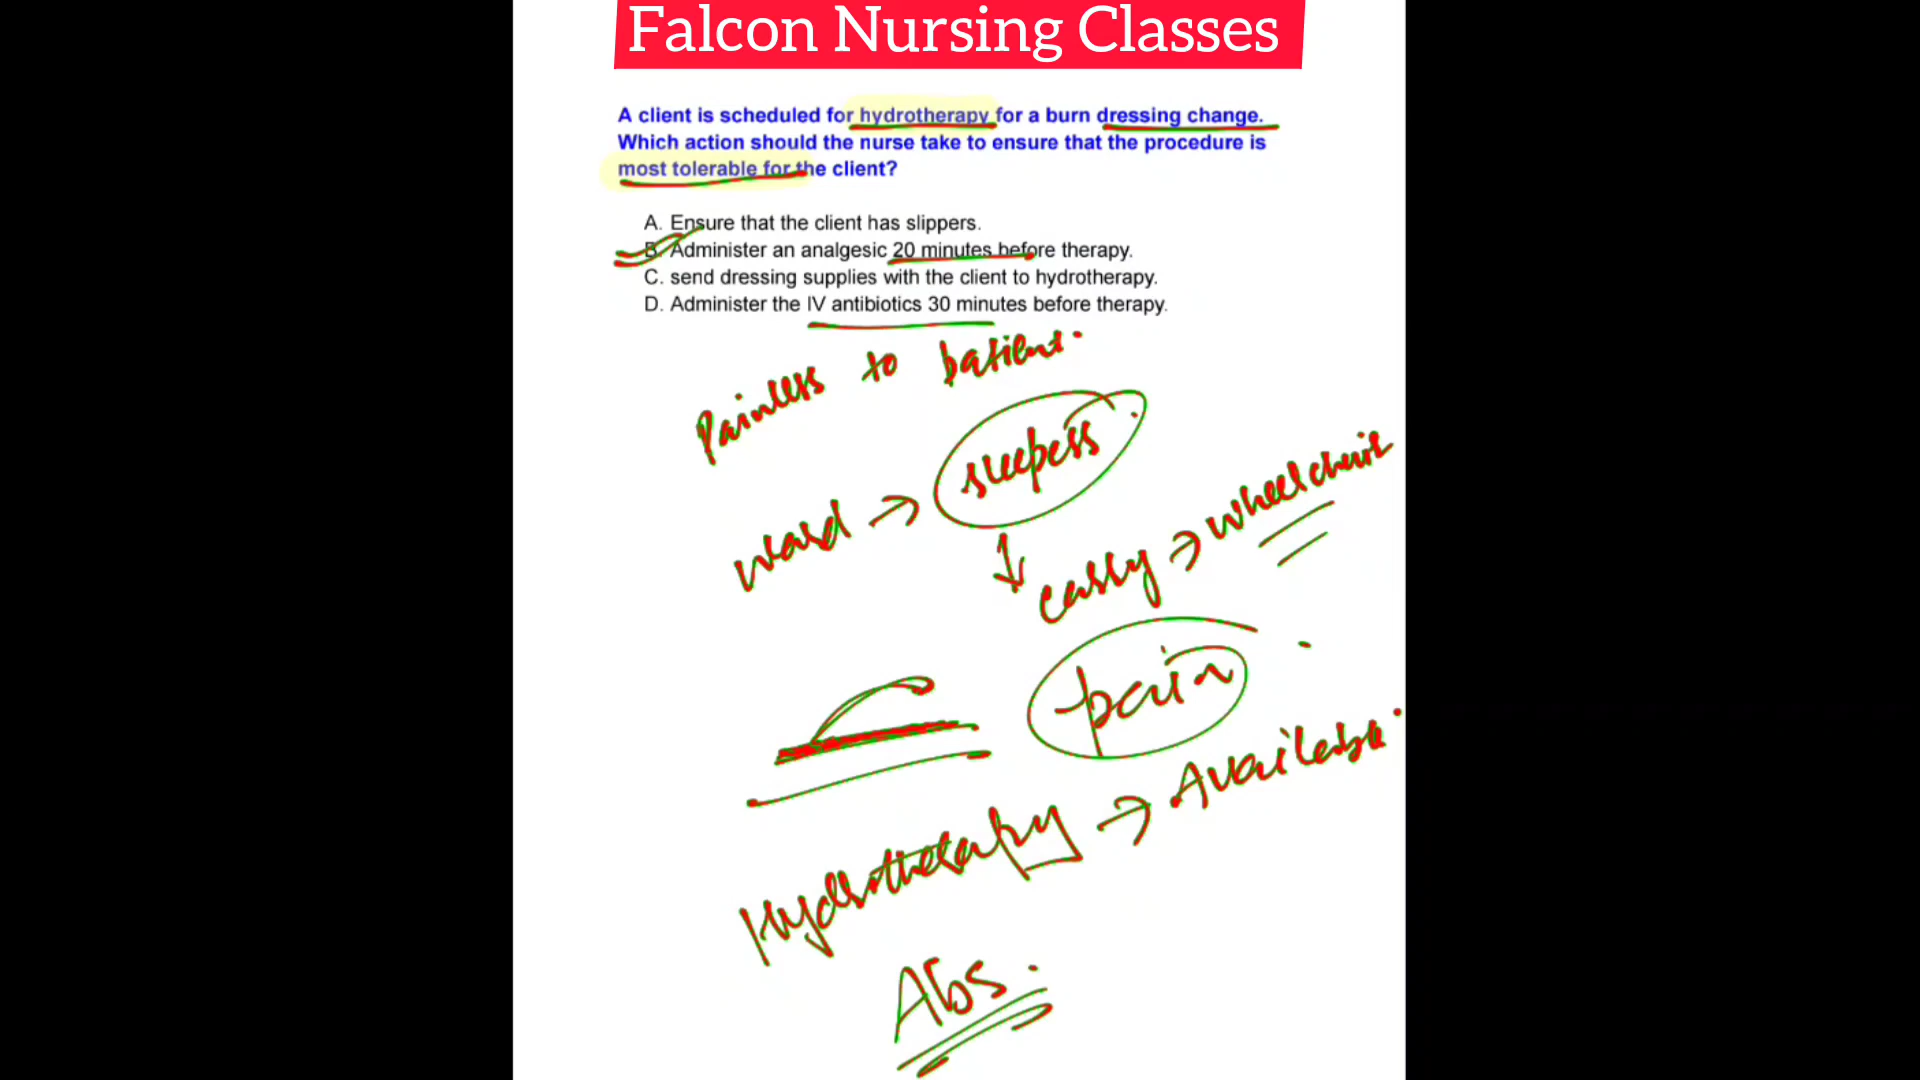 Falcon Nursing Classes
A client is scheduled for hydrotherapy for a burn dressing change.
Which action should the nurse take to ensure that the procedure is
most tolerable for the client?
A. Ensure that the client has slippers.
B. Administer an analgesic 20 minutes before therapy.
C. send dressing supplies with the client to hydrotherapy.
D. Administer the IV antibiotics 30 minutes before therapy.
Painless to patient.
ward →
carry → wheelchair
pain
Hydrotherapy → Available.
Abs.